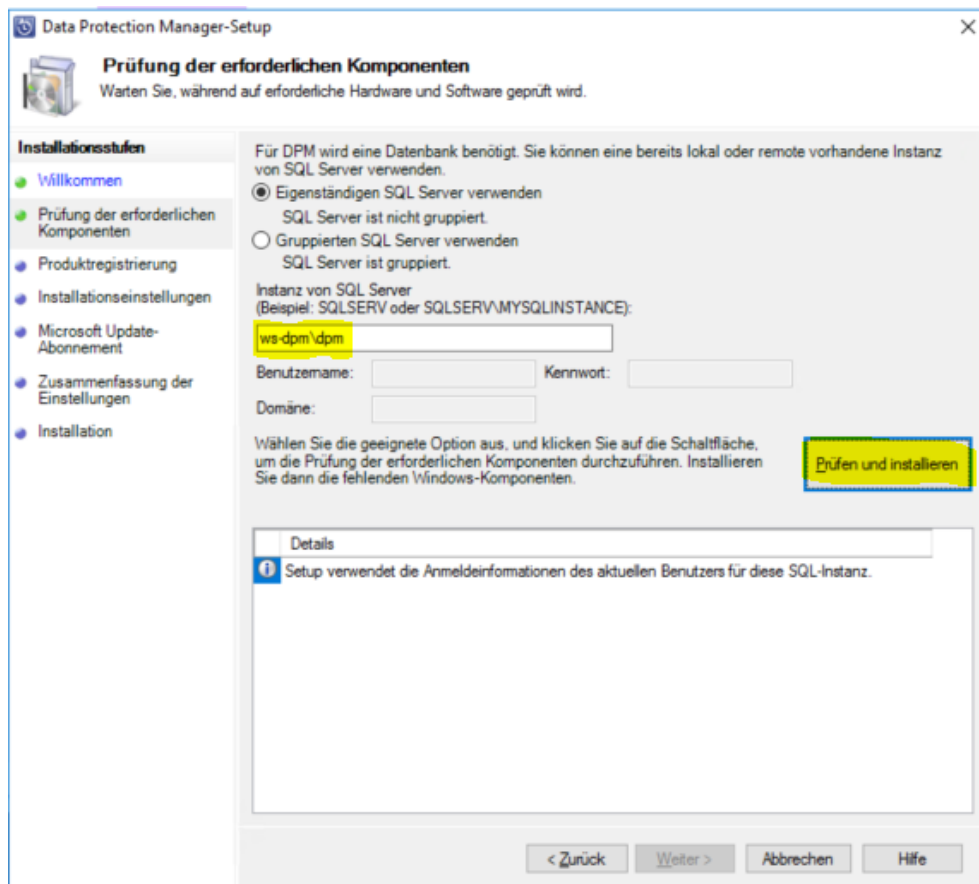 Data Protection Manager-Setup
Prüfung der erforderlichen Komponenten
Warten Sie, während auf erforderliche Hardware und Software geprüft wird.
Installationsstufen
Willkommen
Prüfung der erforderlichen
Komponenten
Produktregistrierung
Installationseinstellungen
Microsoft Update-
Abonnement
Zusammenfassung der
Einstellungen
Installation
Für DPM wird eine Datenbank benötigt. Sie können eine bereits lokal oder remote vorhandene Instanz
von SQL Server verwenden.
Eigenständigen SQL Server verwenden
SQL Server ist nicht gruppiert.
Gruppierten SQL Server verwenden
SQL Server ist gruppiert.
Instanz von SQL Server
(Beispiel: SQLSERV oder SQLSERV\MYSQLINSTANCE):
ws-dpm\dpm
Benutzername: Kennwort:
Domäne:
Wählen Sie die geeignete Option aus, und klicken Sie auf die Schaltfläche,
um die Prüfung der erforderlichen Komponenten durchzuführen. Installieren
Sie dann die fehlenden Windows-Komponenten.
Prüfen und installieren
Details
Setup verwendet die Anmeldeinformationen des aktuellen Benutzers für diese SQL-Instanz.
< Zurück Weiter > Abbrechen Hilfe